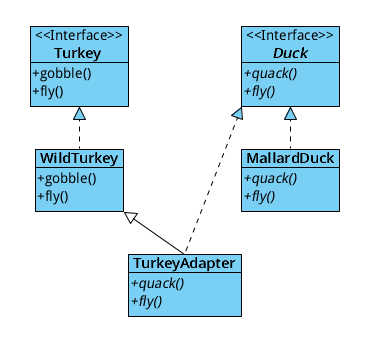 <<Interface>>
Turkey
+gobble()
+fly()
<<Interface>>
Duck
+quack()
+fly()
WildTurkey
+gobble()
+fly()
MallardDuck
+quack()
+fly()
TurkeyAdapter
+quack()
+fly()